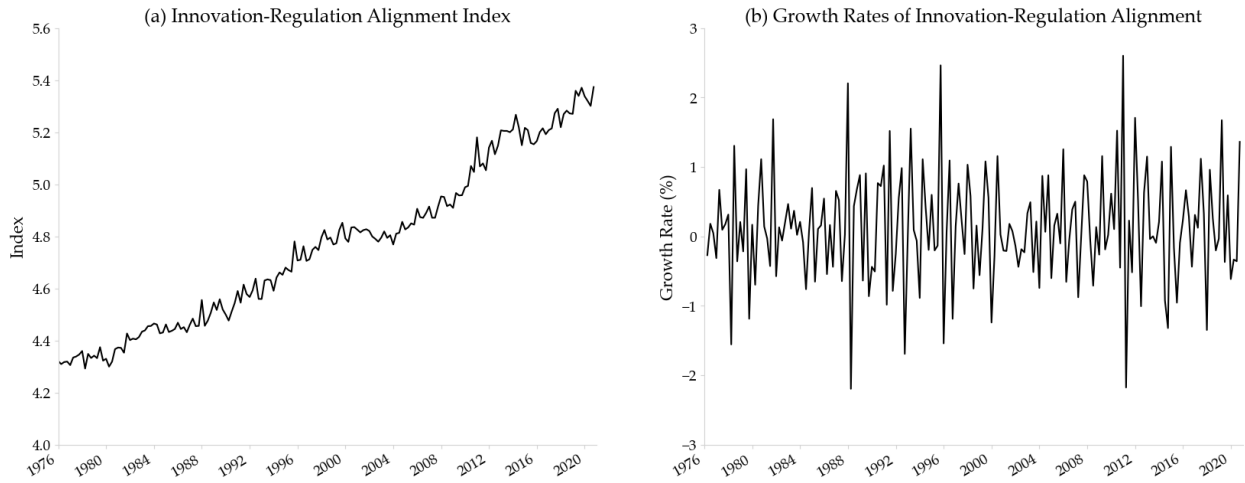 (a) Innovation-Regulation Alignment Index
5.6
5.4
5.2
5.0
4.8
4.6
4.4
4.2
4.0
Index
1976 1980 1984 1988 1992 1996 2000 2004 2008 2012 2016 2020
(b) Growth Rates of Innovation-Regulation Alignment
3
2
1
0
−1
−2
−3
Growth Rate (%)
1976 1980 1984 1988 1992 1996 2000 2004 2008 2012 2016 2020